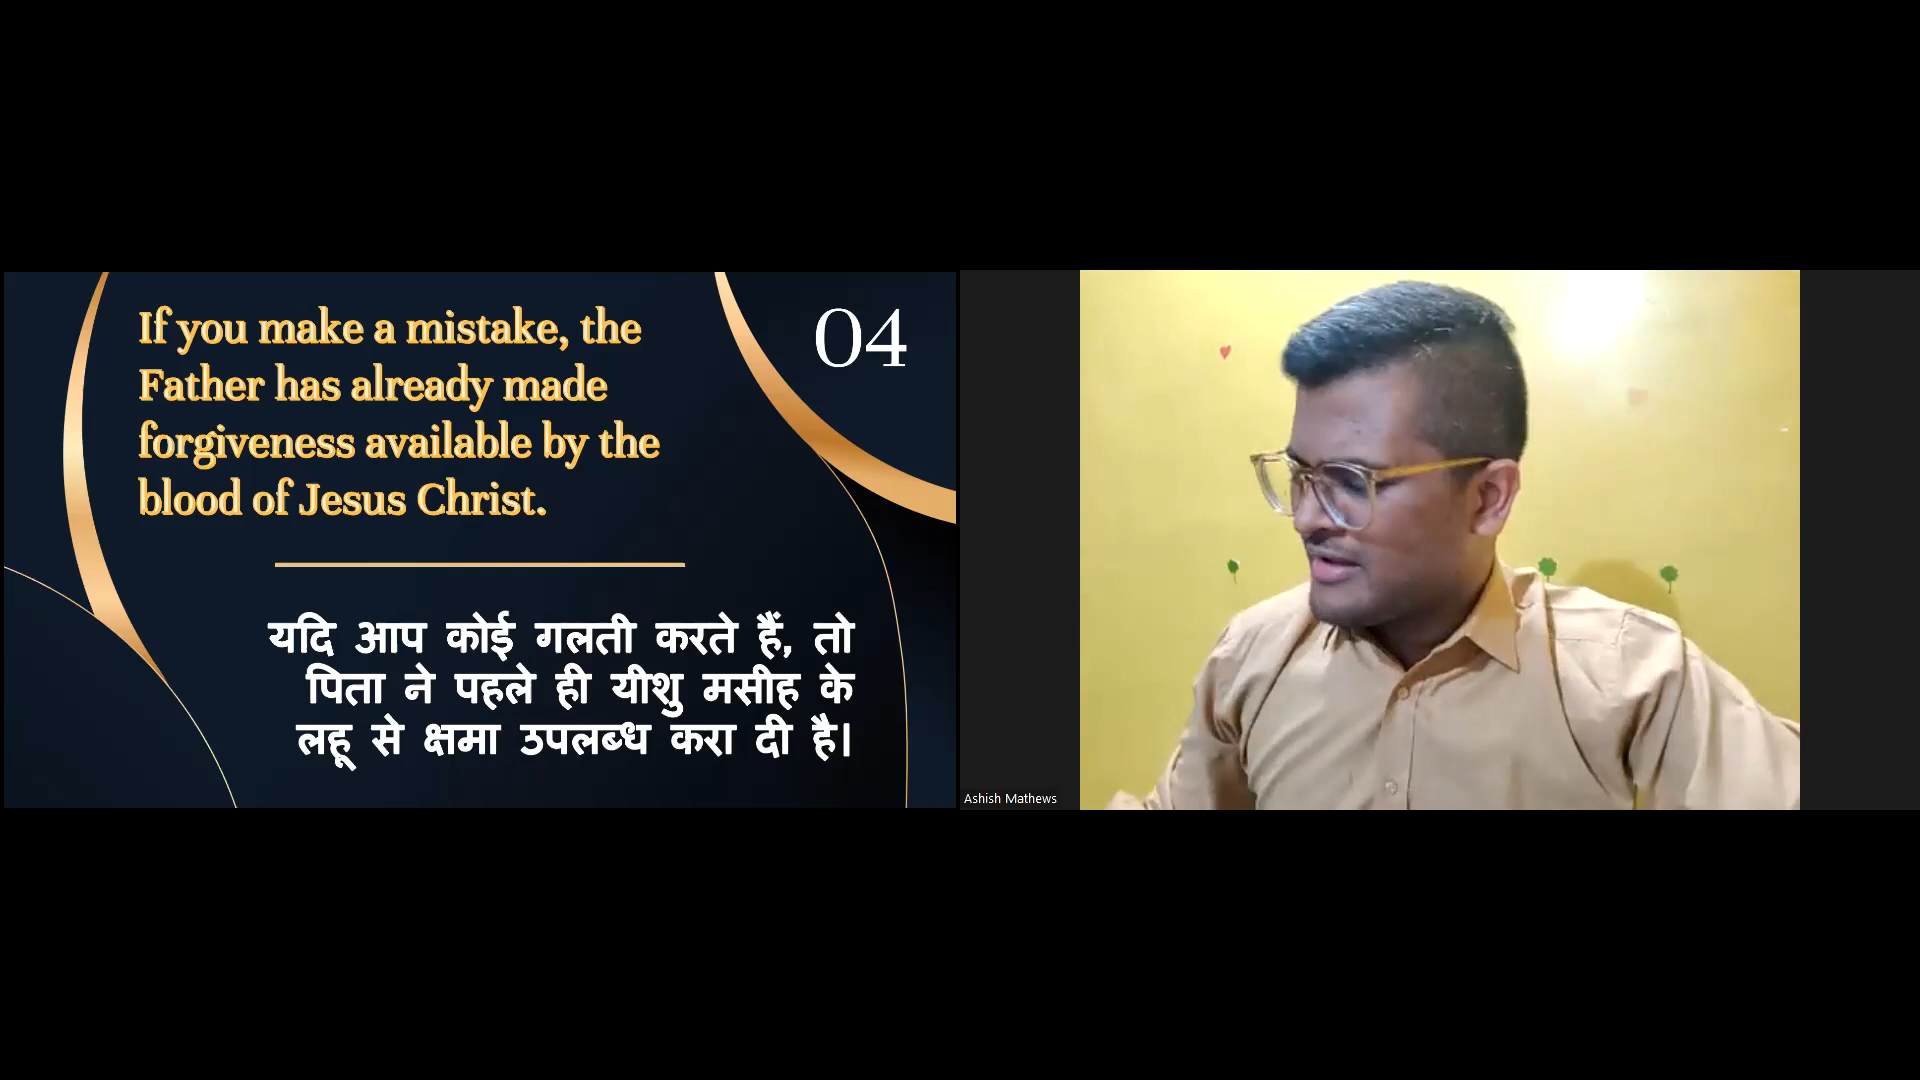 If you make a mistake, the
Father has already made
forgiveness available by the
blood of Jesus Christ.
04
यदि आप कोई गलती करते हैं, तो
पिता ने पहले ही यीशु मसीह के
लहू से क्षमा उपलब्ध करा दी है।
Ashish Mathews